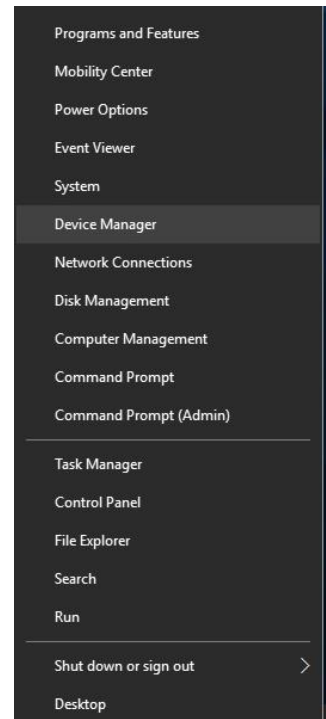 Programs and Features
Mobility Center
Power Options
Event Viewer
System
Device Manager
Network Connections
Disk Management
Computer Management
Command Prompt
Command Prompt (Admin)
Task Manager
Control Panel
File Explorer
Search
Run
Shut down or sign out
Desktop